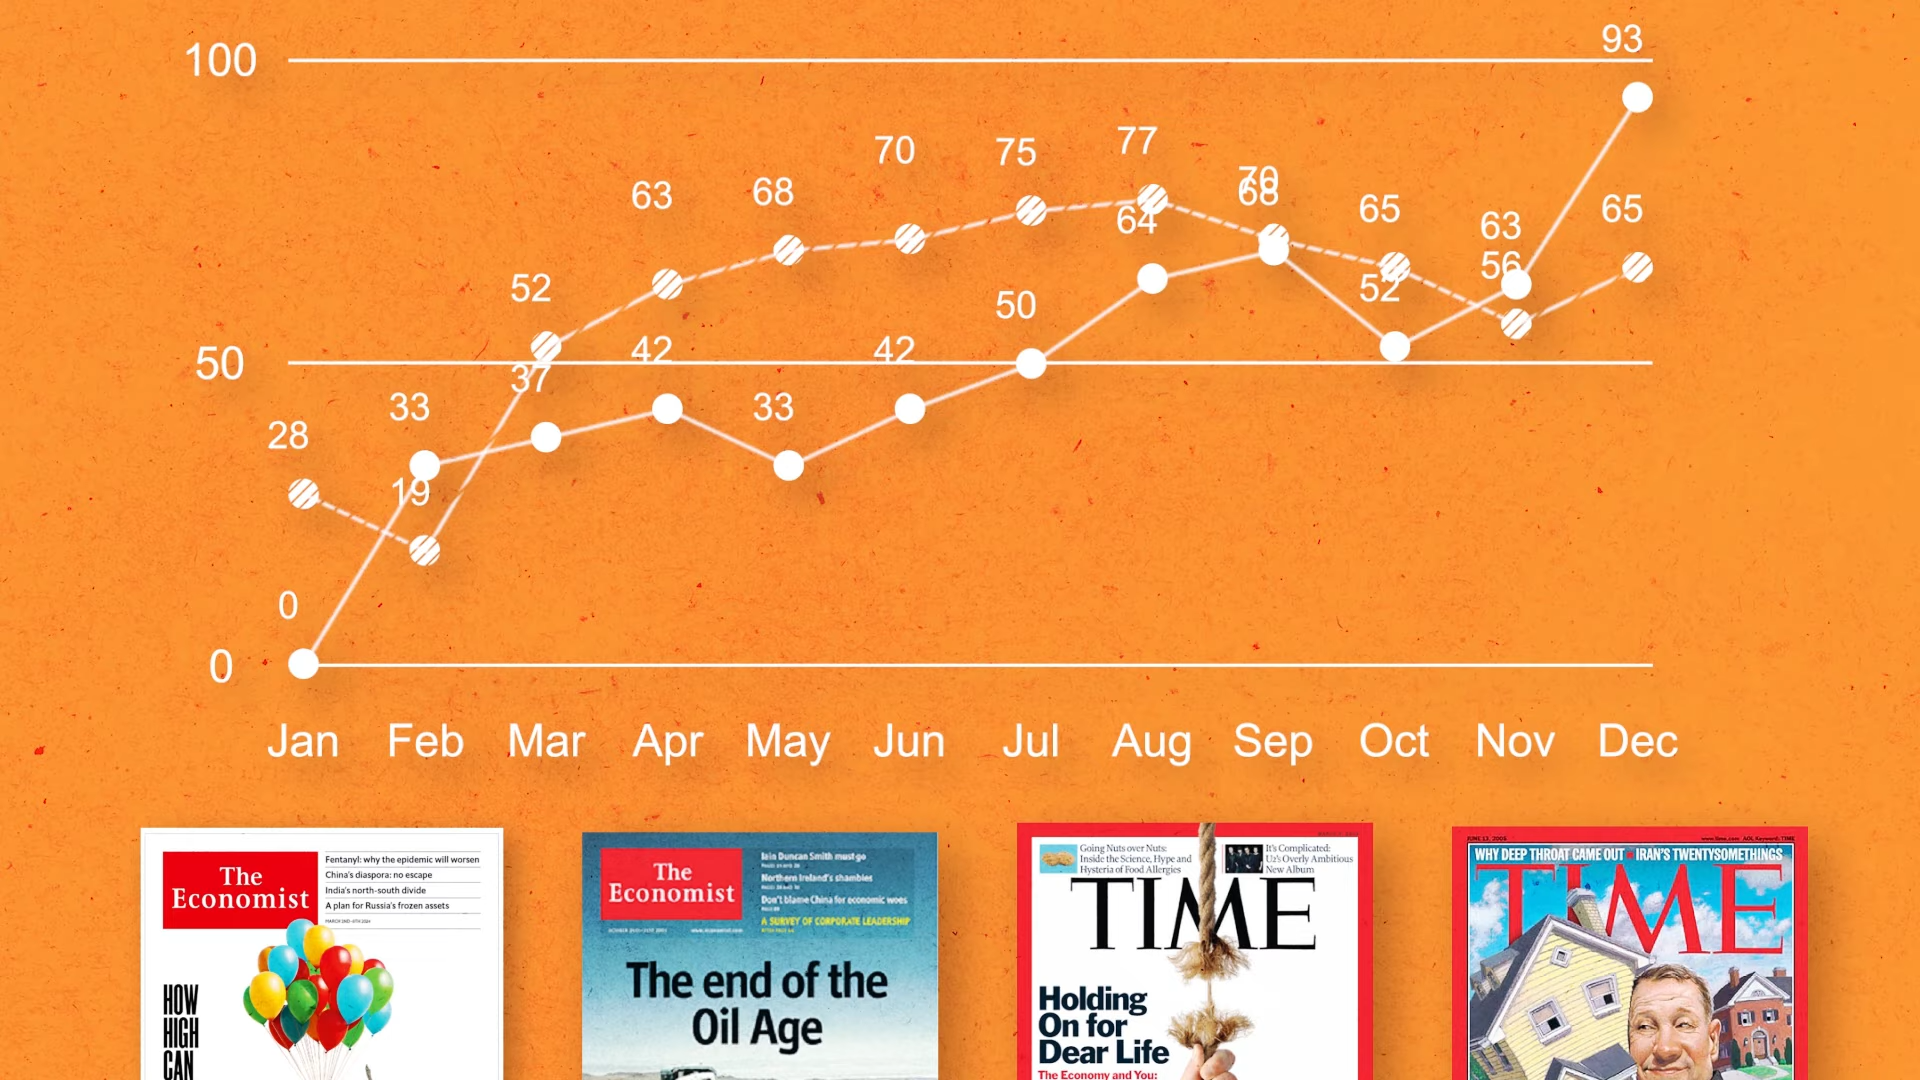 100
93
70
75
77
70
68
63
68
65
63
65
64
52
56
52
50
50
42
42
37
33
33
28
19
0
0
Jan Feb Mar Apr May Jun Jul Aug Sep Oct Nov Dec
The
Economist
Fentanyl: why the epidemic will worsen
China's diaspora: no escape
India's north-south divide
A plan for Russia's frozen assets
HOW
HIGH
CAN
The
Economist
Iain Duncan Smith must go
Northern Ireland's shambles
Don't blame China for economic woes
A SURVEY OF CORPORATE LEADERSHIP
The end of the
Oil Age
Going Nuts over Nuts:
Inside the Science, Hype and
Hysteria of Food Allergies
It's Complicated:
U2's Overly Ambitious
New Album
TIME
Holding
On for
Dear Life
The Economy and You:
JUNE 13, 2005
WHY DEEP THROAT CAME OUT IRAN'S TWENTYSOMETHINGS
TIME